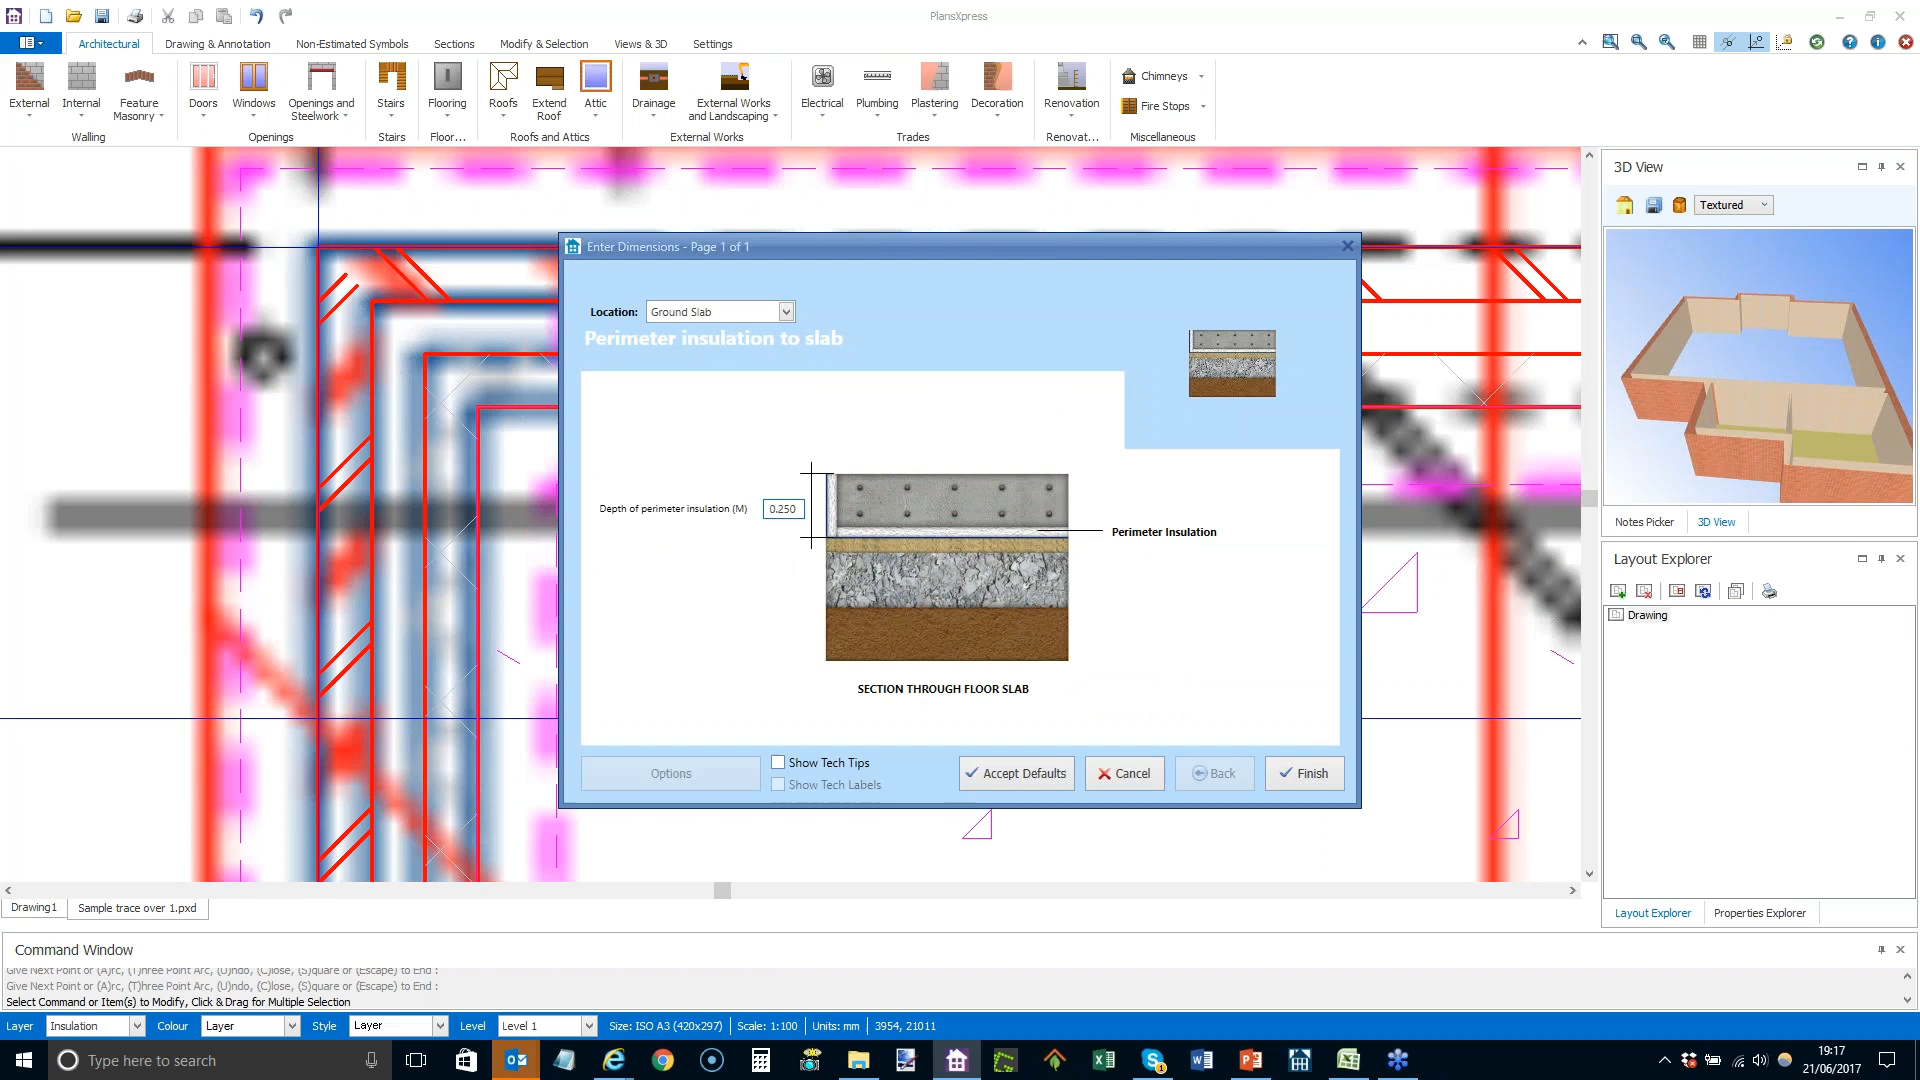 PlansXpress
Architectural
Drawing & Annotation
Non-Estimated Symbols
Sections
Modify & Selection
Views & 3D
Settings
External
Internal
Feature Masonry
Doors
Windows
Openings and Steelwork
Stairs
Flooring
Roofs
Extend Roof
Attic
Drainage
External Works and Landscaping
Electrical
Plumbing
Plastering
Decoration
Renovation
Chimneys
Fire Stops
Walling
Openings
Stairs
Floor...
Roofs and Attics
External Works
Trades
Renovat...
Miscellaneous
3D View
Textured
Enter Dimensions - Page 1 of 1
Location:
Ground Slab
Perimeter insulation to slab
Depth of perimeter insulation (M)
0.250
Perimeter Insulation
SECTION THROUGH FLOOR SLAB
Options
Show Tech Tips
Show Tech Labels
Accept Defaults
Cancel
Back
Finish
Notes Picker
3D View
Layout Explorer
Drawing
Layout Explorer
Properties Explorer
Drawing1
Sample trace over 1.pxd
Command Window
Give Next Point or (A)rc, (T)hree Point Arc, (U)ndo, (C)lose, (S)quare or (Escape) to End :
Give Next Point or (A)rc, (T)hree Point Arc, (U)ndo, (C)lose, (S)quare or (Escape) to End :
Select Command or Item(s) to Modify, Click & Drag for Multiple Selection
Layer
Insulation
Colour
Layer
Style
Layer
Level
Level 1
Size: ISO A3 (420x297)
Scale: 1:100
Units: mm
3954, 21011
Type here to search
19:17
21/06/2017